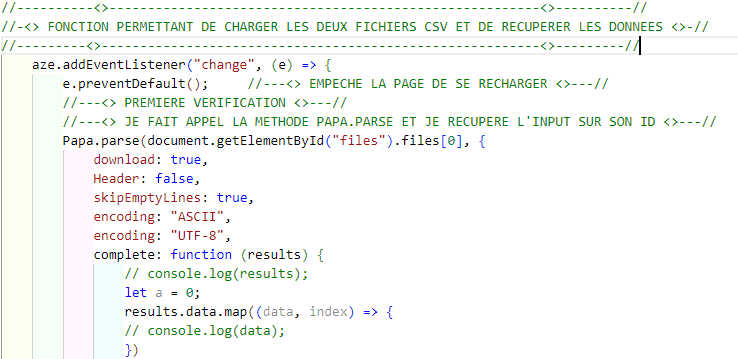 //----------<>-------------------------------------------------------<>----------//
//-<> FONCTION PERMETTANT DE CHARGER LES DEUX FICHIERS CSV ET DE RECUPERER LES DONNEES <>-//
//---------<>--------------------------------------------------------<>---------//
aze.addEventListener("change", (e) => {
e.preventDefault(); //---<> EMPECHE LA PAGE DE SE RECHARGER <>---//
//---<> PREMIERE VERIFICATION <>---//
//---<> JE FAIT APPEL LA METHODE PAPA.PARSE ET JE RECUPERE L'INPUT SUR SON ID <>---//
Papa.parse(document.getElementById("files").files[0], {
download: true,
Header: false,
skipEmptyLines: true,
encoding: "ASCII",
encoding: "UTF-8",
complete: function (results) {
// console.log(results);
let a = 0;
results.data.map((data, index) => {
// console.log(data);
})